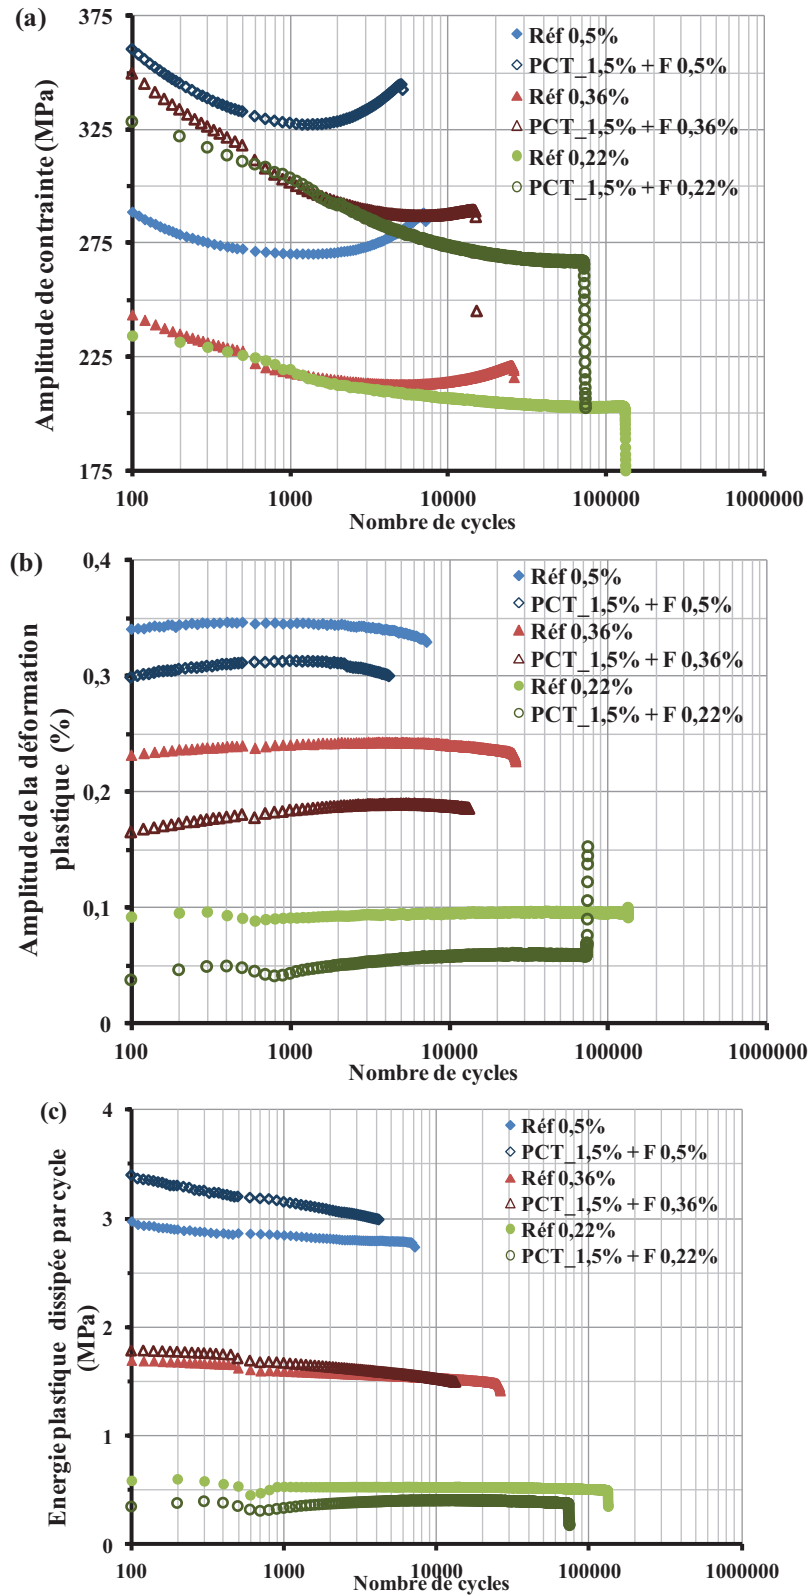 (a)
375
325
275
225
175
Amplitude de contrainte (MPa)
Réf 0,5%
PCT_1,5% + F 0,5%
Réf 0,36%
PCT_1,5% + F 0,36%
Réf 0,22%
PCT_1,5% + F 0,22%
100 1000 10000 100000 1000000
Nombre de cycles
(b)
0,4
0,3
0,2
0,1
0
Amplitude de la déformation
plastique (%)
Réf 0,5%
PCT_1,5% + F 0,5%
Réf 0,36%
PCT_1,5% + F 0,36%
Réf 0,22%
PCT_1,5% + F 0,22%
100 1000 10000 100000 1000000
Nombre de cycles
(c)
4
3
2
1
0
Energie plastique dissipée par cycle
(MPa)
Réf 0,5%
PCT_1,5% + F 0,5%
Réf 0,36%
PCT_1,5% + F 0,36%
Réf 0,22%
PCT_1,5% + F 0,22%
100 1000 10000 100000 1000000
Nombre de cycles